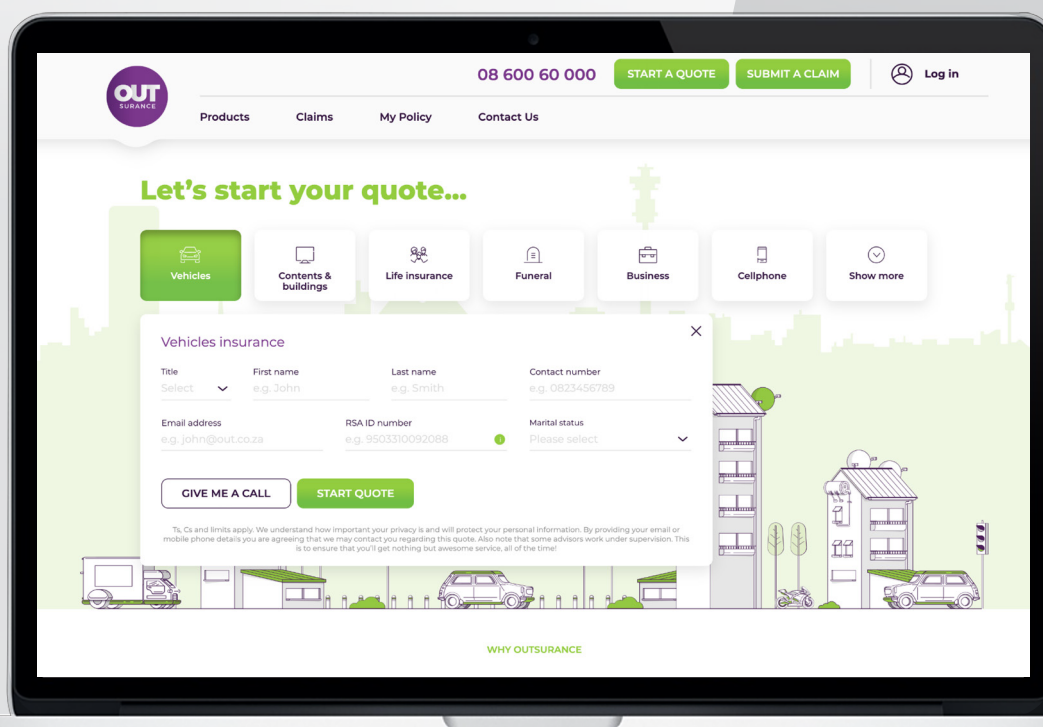 08 600 60 000
START A QUOTE
SUBMIT A CLAIM
Log in
OUT
SURANCE
Products
Claims
My Policy
Contact Us
Let's start your quote...
Vehicles
Contents &
buildings
Life insurance
Funeral
Business
Cellphone
Show more
Vehicles insurance
Title
First name
Last name
Contact number
Select
e.g. John
e.g. Smith
e.g. 0823456789
Email address
RSA ID number
Marital status
e.g. john@out.co.za
e.g. 9503310092088
Please select
GIVE ME A CALL
START QUOTE
Ts, Cs and limits apply. We understand how important your privacy is and will protect your personal information. By providing your email or
mobile phone details you are agreeing that we may contact you regarding this quote. Also note that some advisors work under supervision. This
is to ensure that you'll get nothing but awesome service, all of the time!
WHY OUTSURANCE